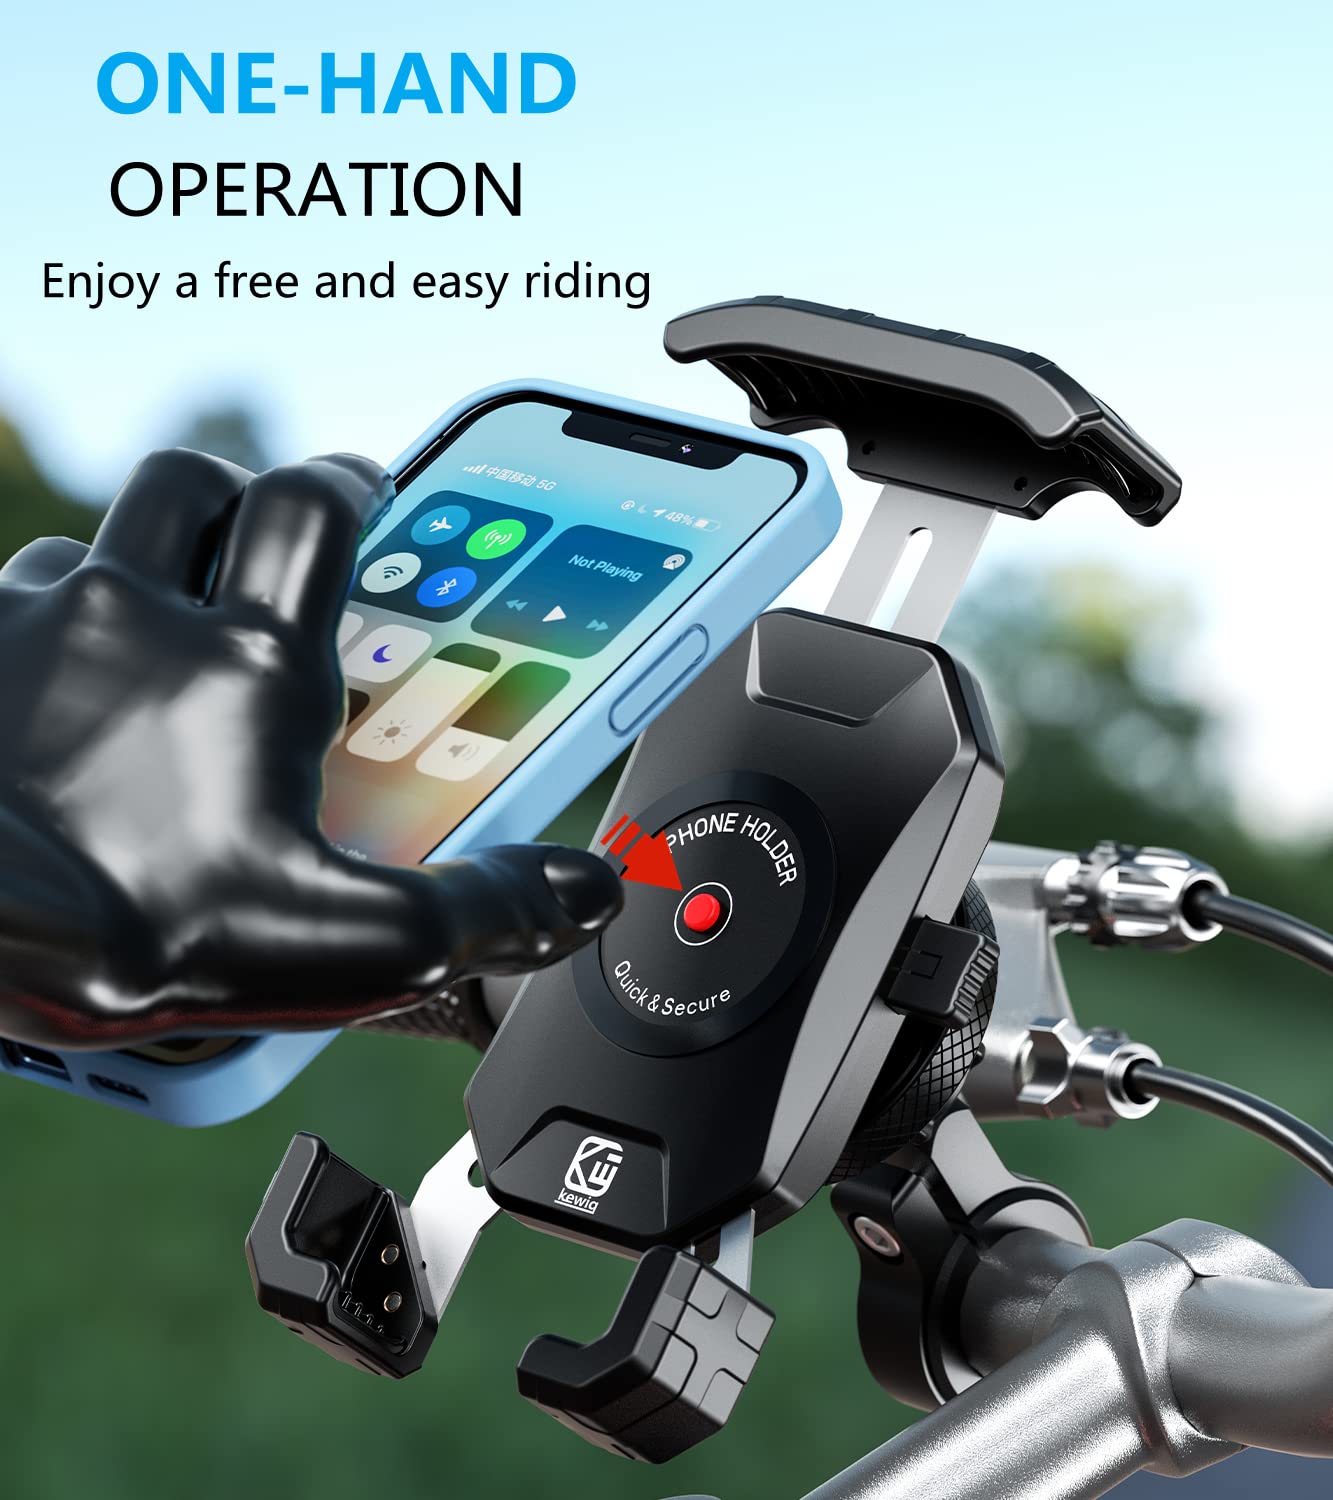 ONE-HAND
OPERATION
Enjoy a free and easy riding
中国移动 5G
48%
Not Playing
PHONE HOLDER
Quick & Secure
kewig